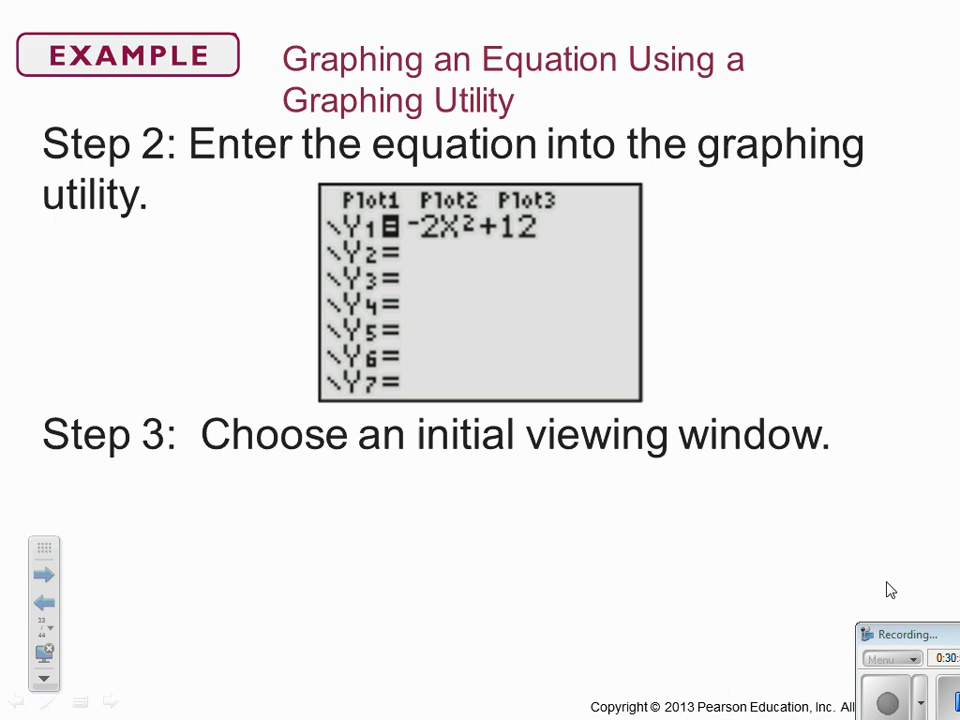 EXAMPLE
Graphing an Equation Using a
Graphing Utility
Step 2: Enter the equation into the graphing
utility.
Plot1 Plot2 Plot3
\Y1=-2X²+12
\Y2=
\Y3=
\Y4=
\Y5=
\Y6=
\Y7=
Step 3: Choose an initial viewing window.
33
/
44
Recording...
Menu
0:30:
Copyright © 2013 Pearson Education, Inc. All